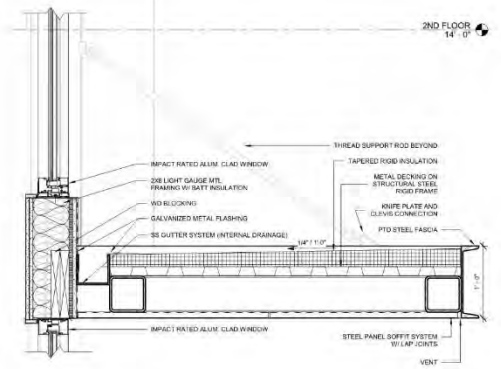 2ND FLOOR
14' - 0"
THREAD SUPPORT ROD BEYOND
IMPACT RATED ALUM. CLAD WINDOW
TAPERED RIGID INSULATION
2X6 LIGHT GAUGE MTL
FRAMING W/ BATT INSULATION
METAL DECKING ON
STRUCTURAL STEEL
RIGID FRAME
WD BLOCKING
KNIFE PLATE AND
CLEVIS CONNECTION
GALVANIZED METAL FLASHING
SS GUTTER SYSTEM (INTERNAL DRAINAGE)
PTD STEEL FASCIA
1/4" / 1'-0"
1' - 0"
IMPACT RATED ALUM. CLAD WINDOW
STEEL PANEL SOFFIT SYSTEM
W/ LAP JOINTS
VENT